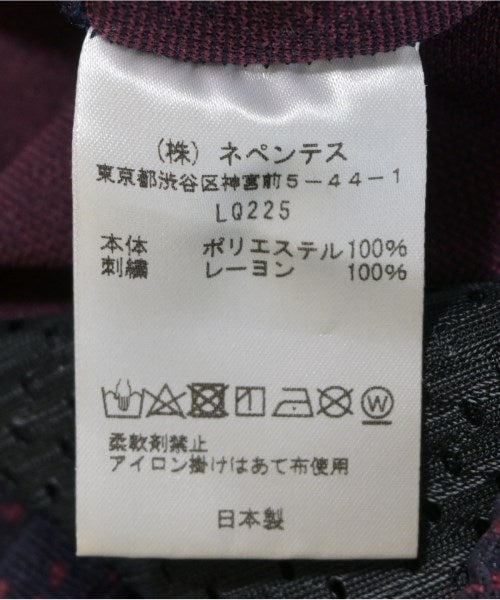 （株）ネペンテス
東京都渋谷区神宮前5-44-1
LQ225
本体 ポリエステル100%
刺繍 レーヨン 100%
W
柔軟剤禁止
アイロン掛けはあて布使用
日本製